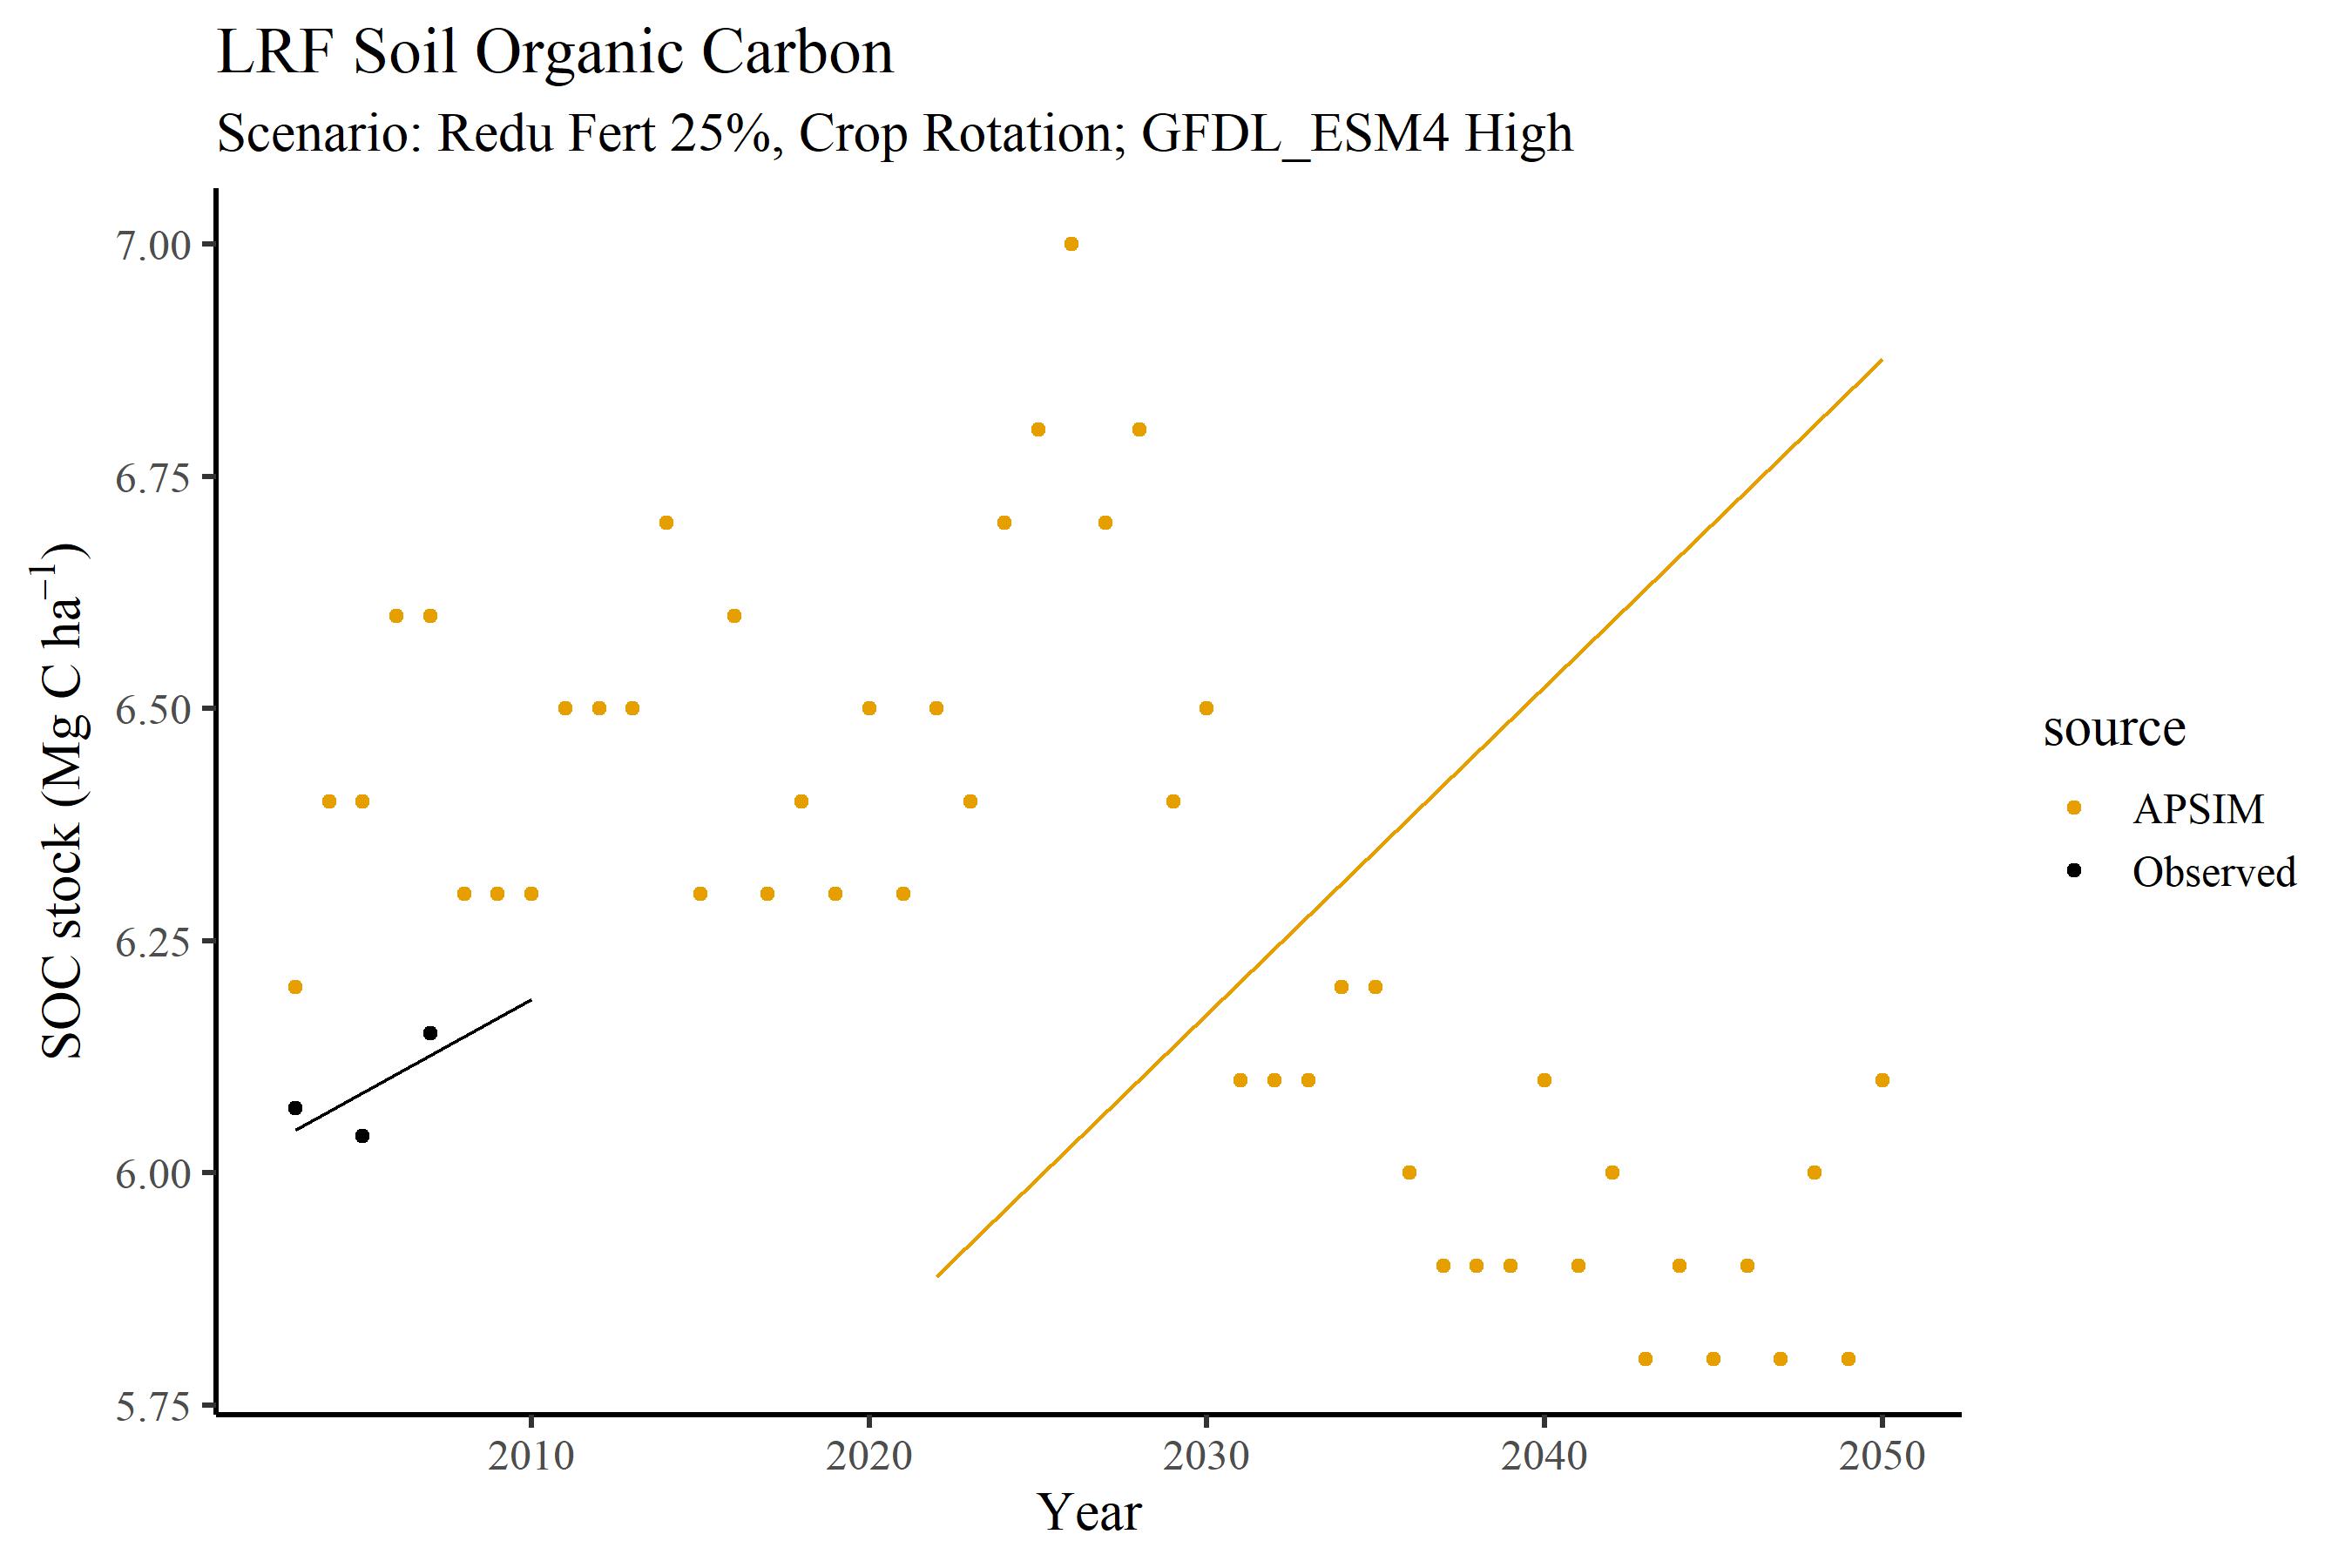 LRF Soil Organic Carbon
Scenario: Redu Fert 25%, Crop Rotation; GFDL_ESM4 High
SOC stock (Mg C ha⁻¹)
7.00
6.75
6.50
6.25
6.00
5.75
2010
2020
2030
2040
2050
Year
source
APSIM
Observed